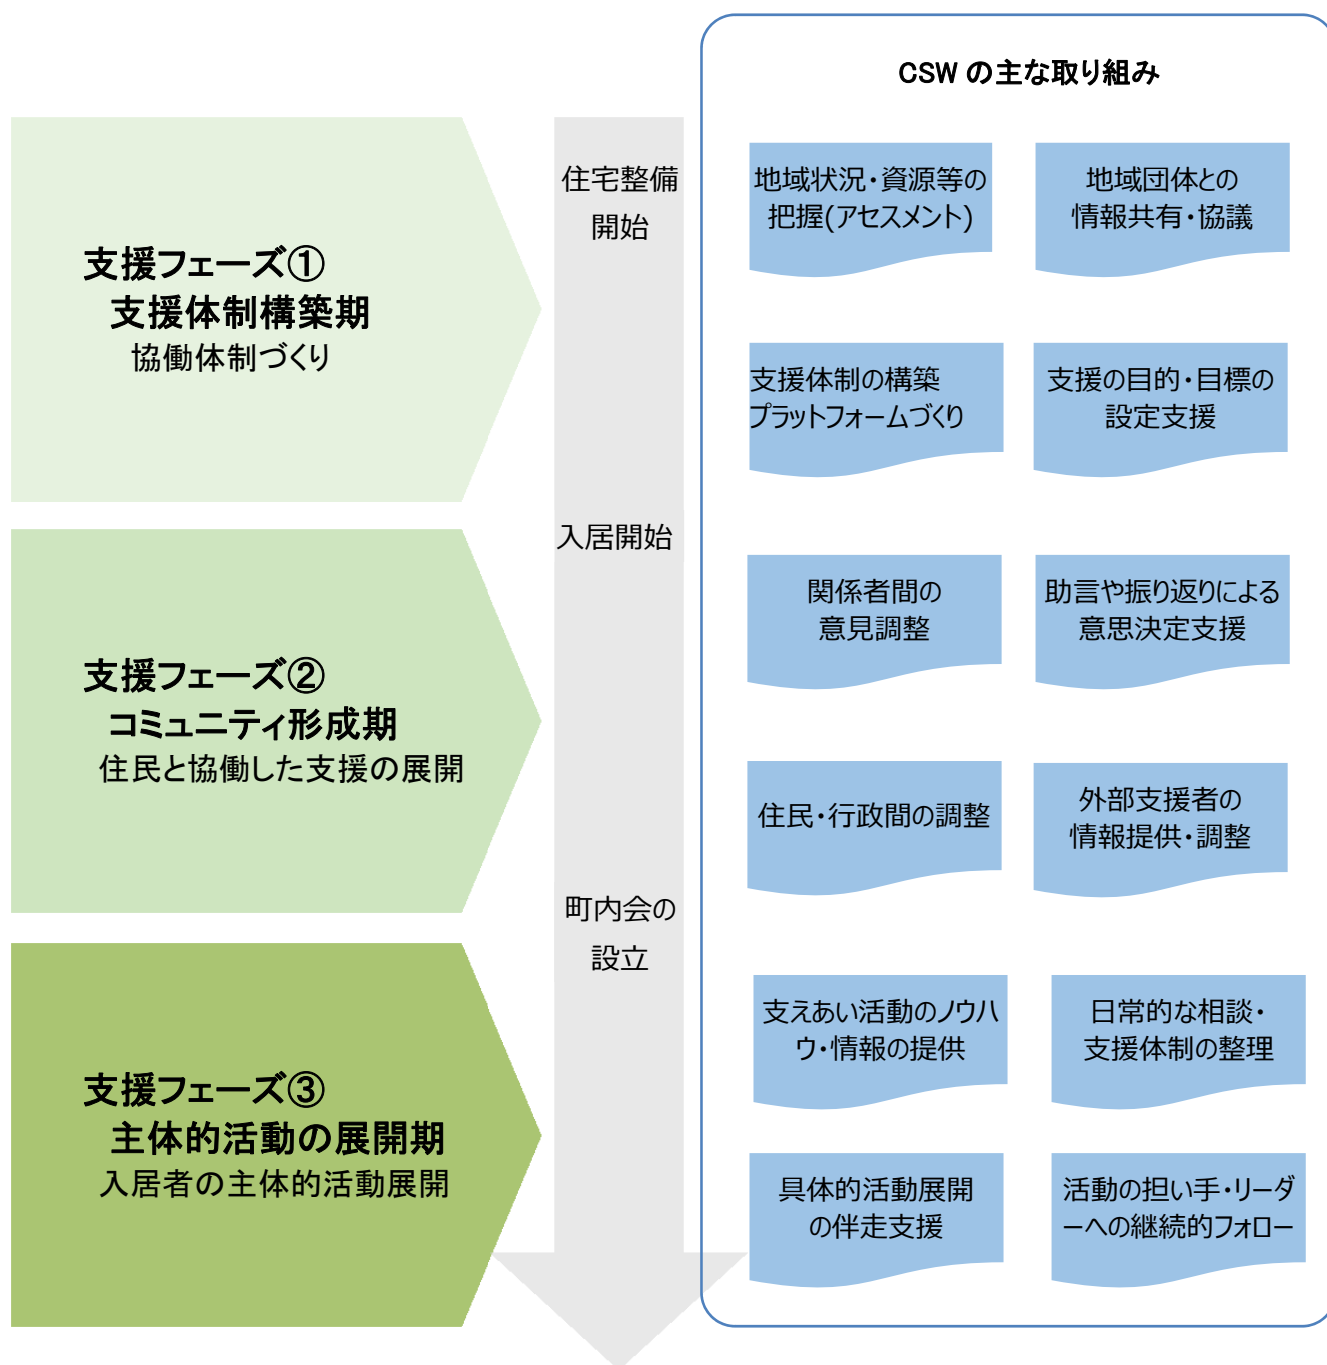 支援フェーズ①
支援体制構築期
協働体制づくり
支援フェーズ②
コミュニティ形成期
住民と協働した支援の展開
支援フェーズ③
主体的活動の展開期
入居者の主体的活動展開
住宅整備
開始
入居開始
町内会の
設立
CSW の主な取り組み
地域状況・資源等の
把握(アセスメント)
地域団体との
情報共有・協議
支援体制の構築
プラットフォームづくり
支援の目的・目標の
設定支援
関係者間の
意見調整
助言や振り返りによる
意思決定支援
住民・行政間の調整
外部支援者の
情報提供・調整
支えあい活動のノウハ
ウ・情報の提供
日常的な相談・
支援体制の整理
具体的活動展開
の伴走支援
活動の担い手・リーダ
ーへの継続的フォロー